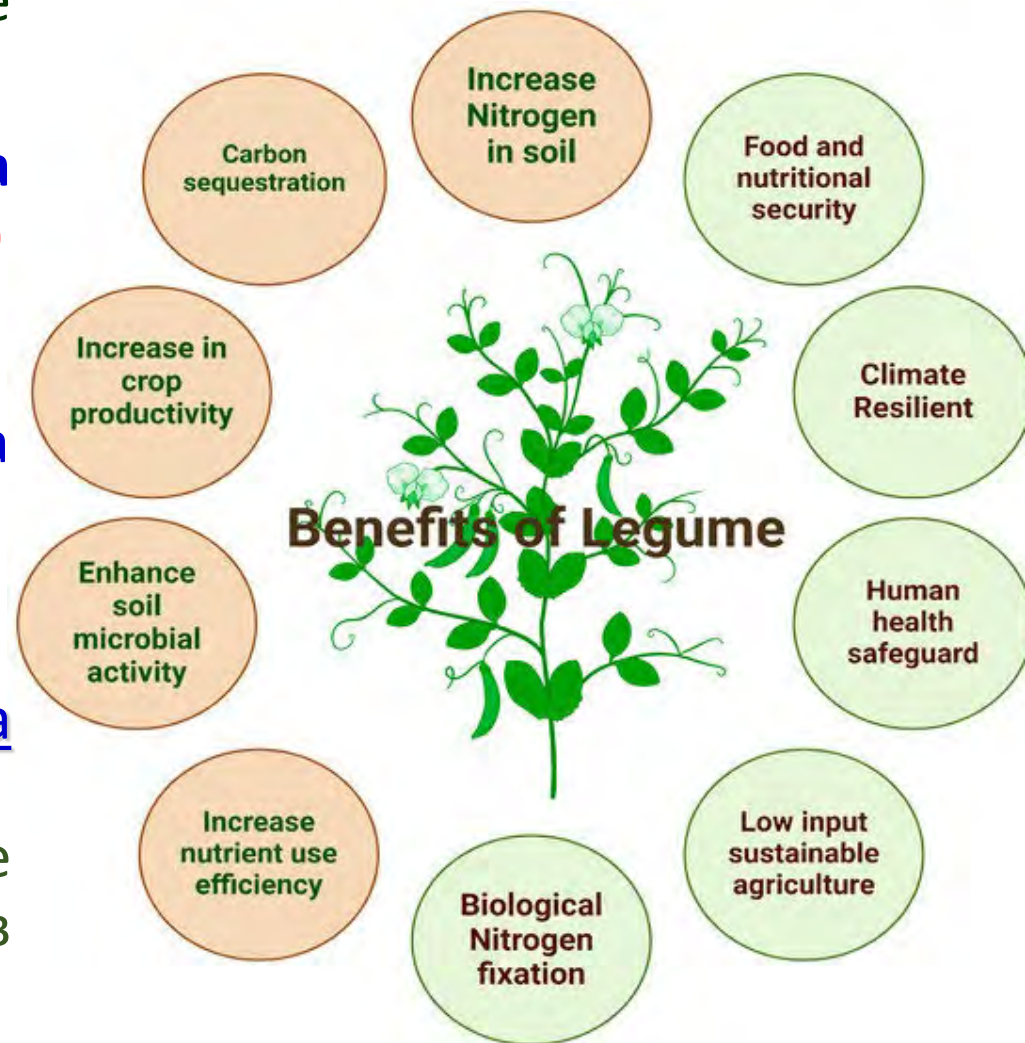 Increase
Nitrogen
in soil
Carbon
sequestration
Food and
nutritional
security
Increase in
crop
productivity
Climate
Resilient
Benefits of Legume
Enhance
soil
microbial
activity
Human
health
safeguard
Increase
nutrient use
efficiency
Low input
sustainable
agriculture
Biological
Nitrogen
fixation